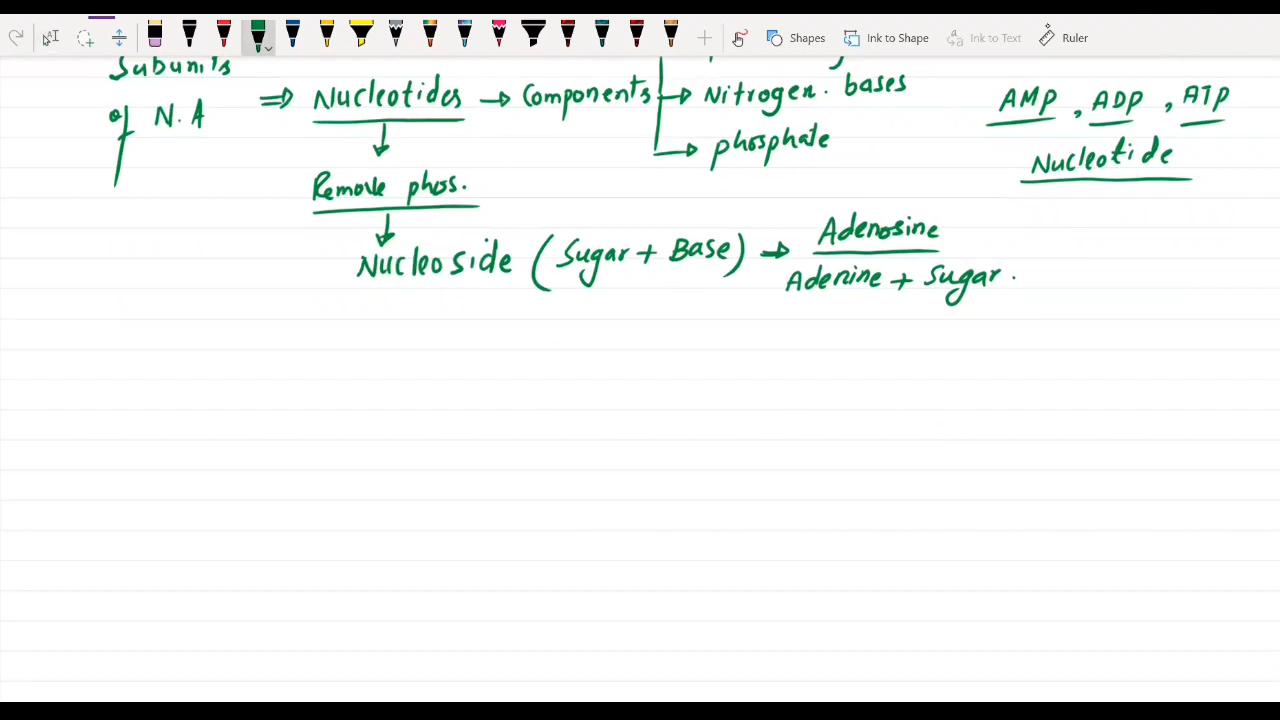 Shapes Ink to Shape Ink to Text Ruler
Subunits
of N.A
⇒ Nucleotides → Components
→ Nitrogen. bases
→ phosphate
AMP, ADP, ATP
Nucleotide
Remove phos.
Nucleoside (Sugar + Base) → Adenosine
Adenine + Sugar.